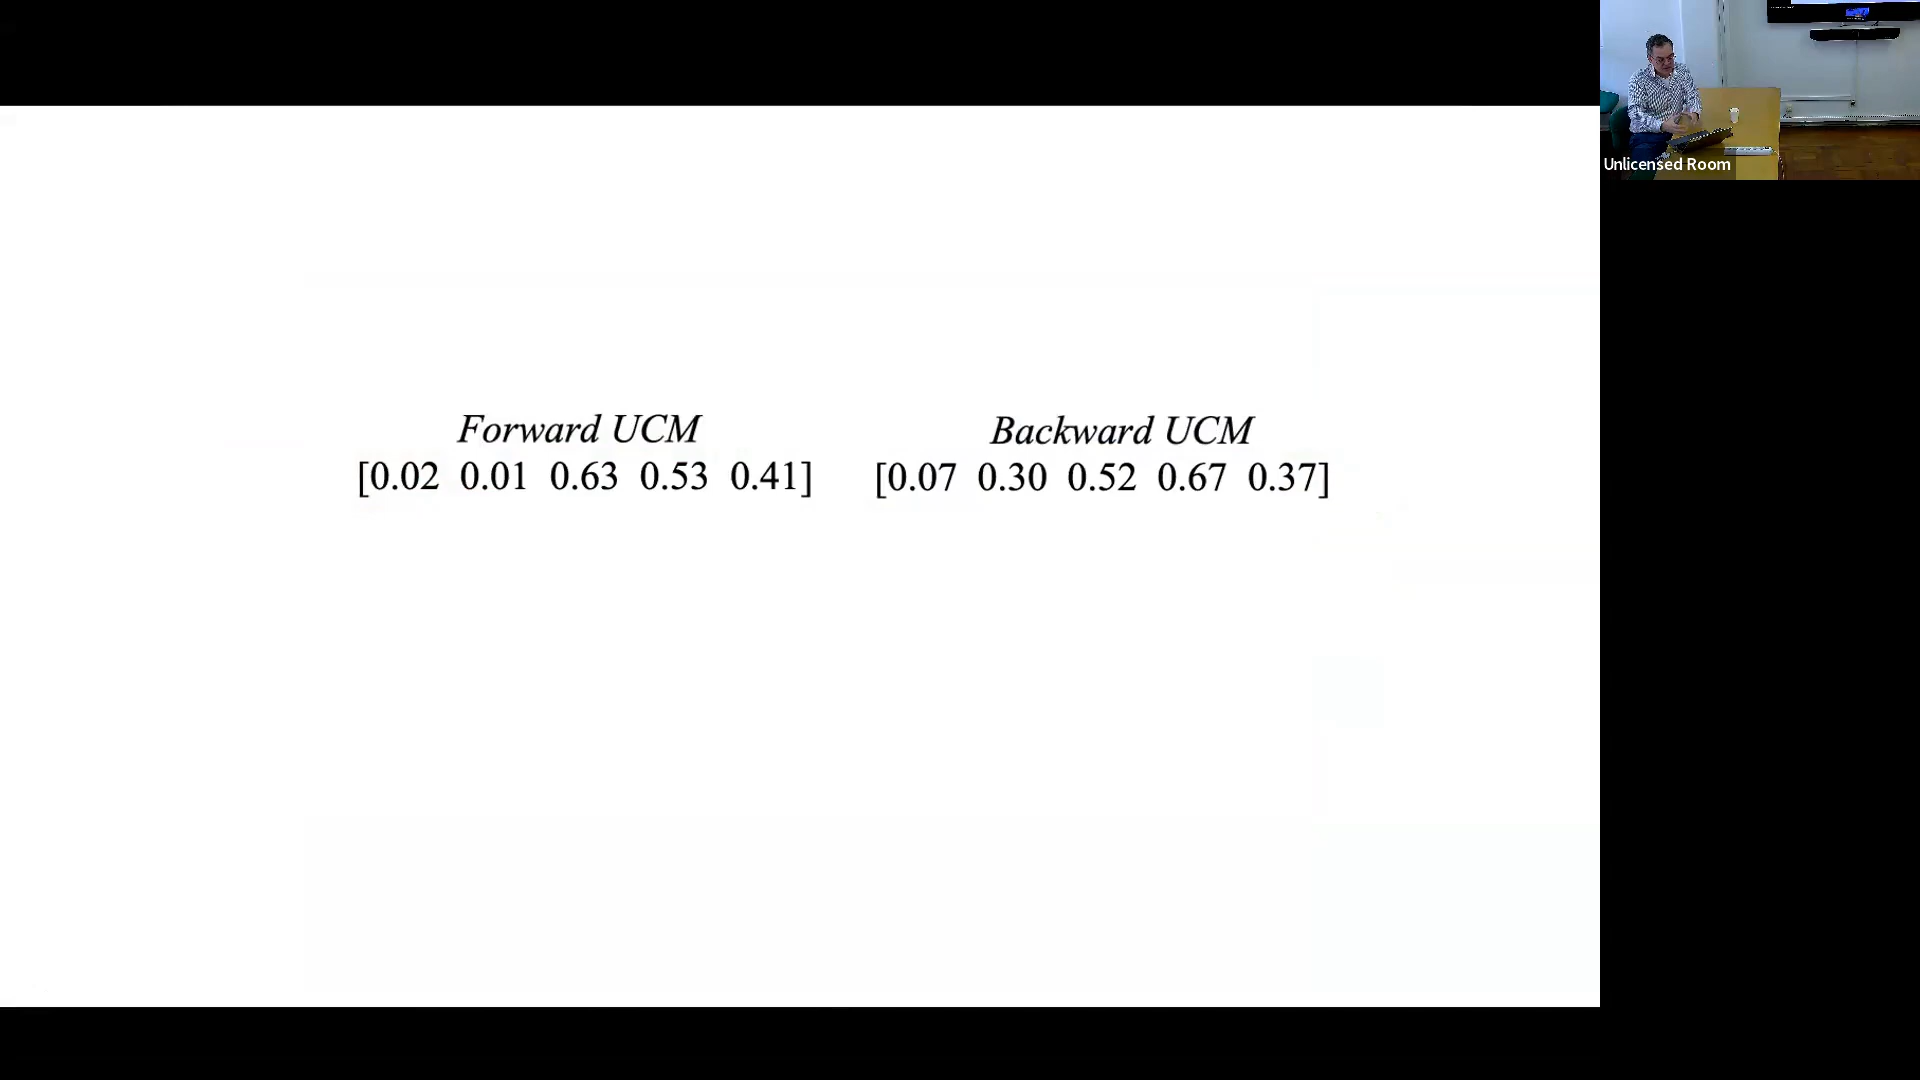 Forward UCM
[0.02 0.01 0.63 0.53 0.41]
Backward UCM
[0.07 0.30 0.52 0.67 0.37]
Unlicensed Room